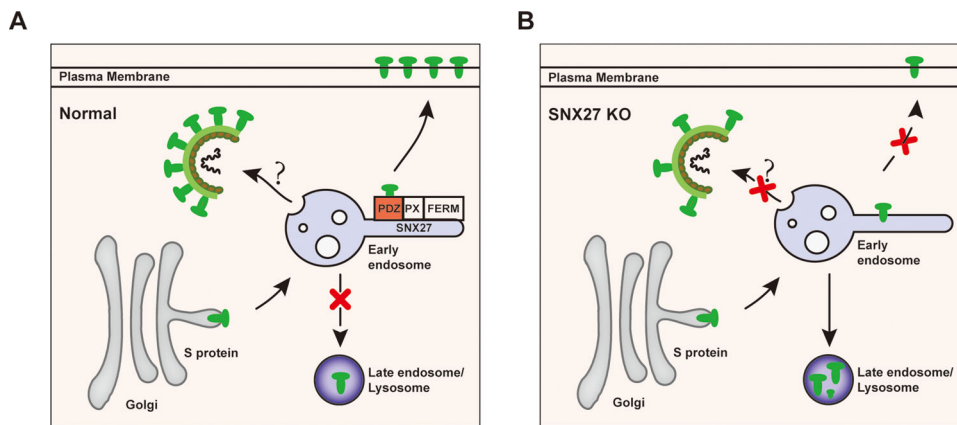 A
Plasma Membrane
Normal
?
PDZ PX FERM
SNX27
Early
endosome
S protein
Golgi
Late endosome/
Lysosome
B
Plasma Membrane
SNX27 KO
?
Early
endosome
S protein
Golgi
Late endosome/
Lysosome